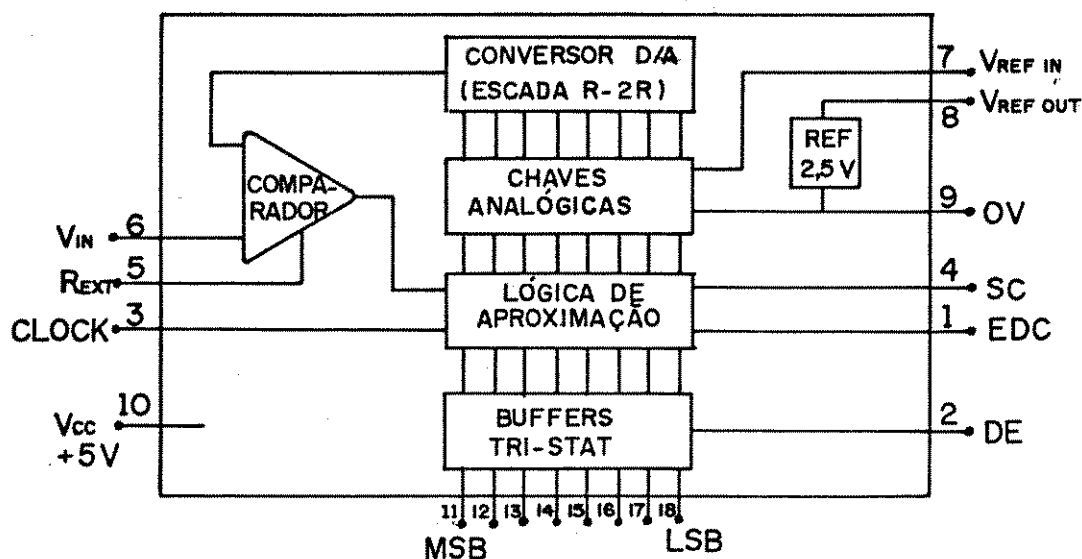 CONVERSOR D/A
(ESCADA R-2R)
7
VREF IN
VREF OUT
8
REF
2,5 V
COMPA-
RADOR
CHAVES
ANALÓGICAS
9
OV
VIN
6
REXT
5
4
SC
LÓGICA DE
APROXIMAÇÃO
CLOCK
3
1
EDC
10
VCC
+5V
BUFFERS
TRI-STAT
2
DE
11 12 13 14 15 16 17 18
MSB
LSB